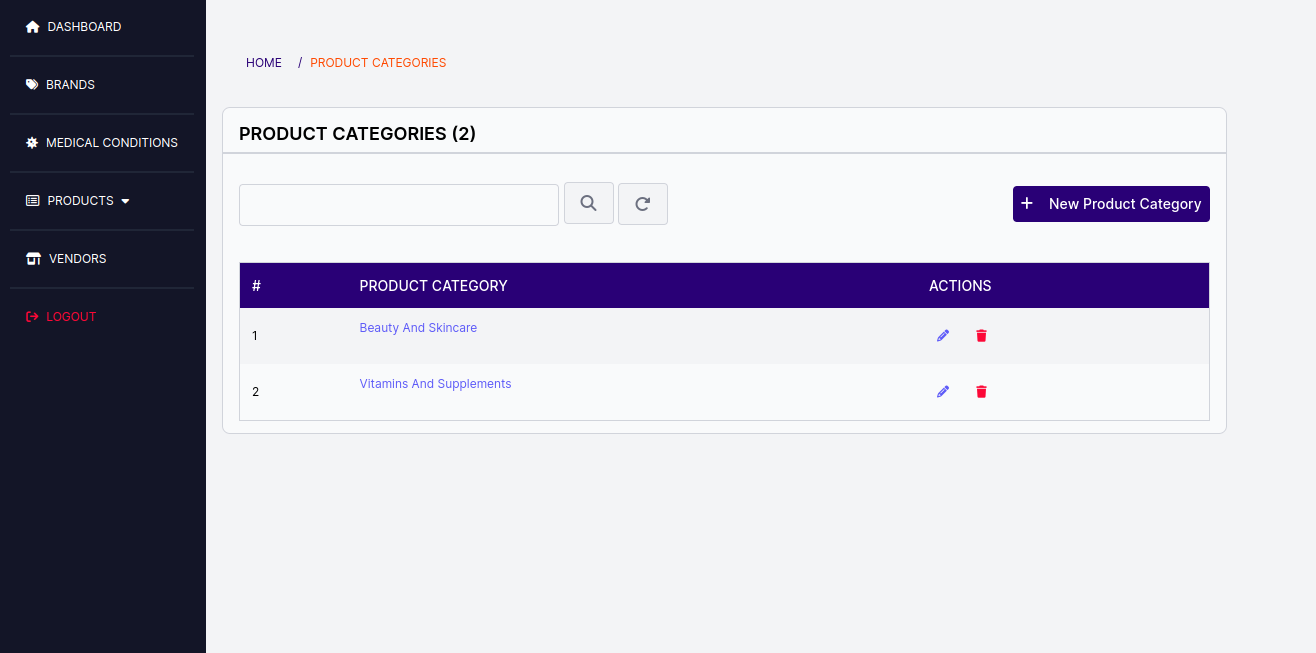 DASHBOARD
BRANDS
MEDICAL CONDITIONS
PRODUCTS
VENDORS
LOGOUT
HOME / PRODUCT CATEGORIES
PRODUCT CATEGORIES (2)
New Product Category
# PRODUCT CATEGORY ACTIONS
1 Beauty And Skincare
2 Vitamins And Supplements